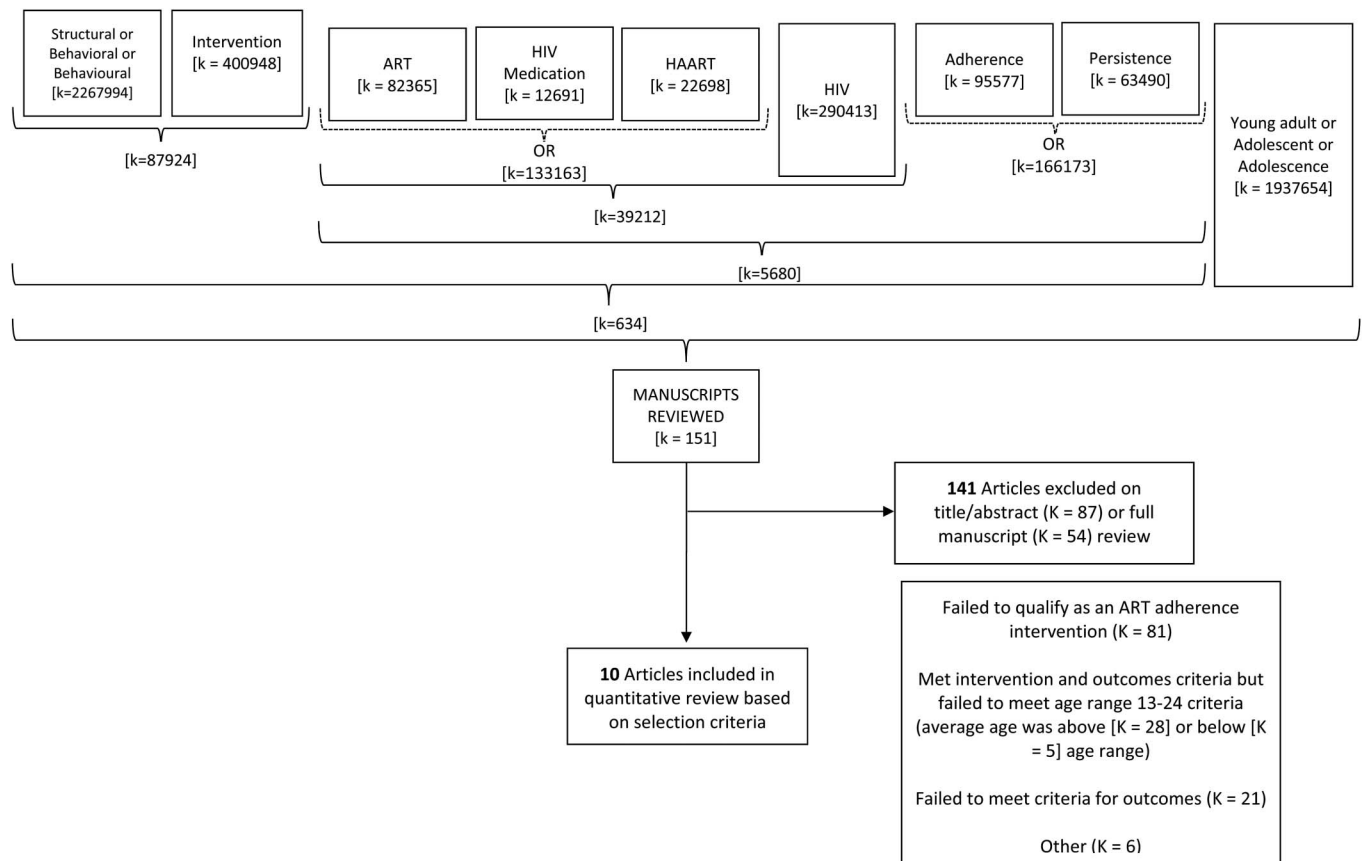 Structural or
Behavioral or
Behavioural
[k=2267994]
Intervention
[k = 400948]
ART
[k = 82365]
HIV
Medication
[k = 12691]
HAART
[k = 22698]
HIV
[k=290413]
Adherence
[k = 95577]
Persistence
[k = 63490]
Young adult or
Adolescent or
Adolescence
[k = 1937654]
[k=87924]
OR
[k=133163]
OR
[k=166173]
[k=39212]
[k=5680]
[k=634]
MANUSCRIPTS
REVIEWED
[k = 151]
141 Articles excluded on
title/abstract (K = 87) or full
manuscript (K = 54) review
10 Articles included in
quantitative review based
on selection criteria
Failed to qualify as an ART adherence
intervention (K = 81)
Met intervention and outcomes criteria but
failed to meet age range 13-24 criteria
(average age was above [K = 28] or below [K
= 5] age range)
Failed to meet criteria for outcomes (K = 21)
Other (K = 6)